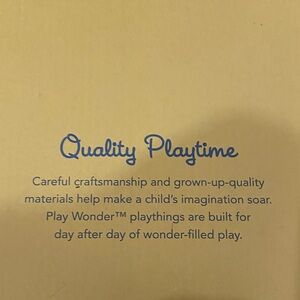 Quality Playtime
Careful craftsmanship and grown-up-quality
materials help make a child's imagination soar.
Play Wonder™ playthings are built for
day after day of wonder-filled play.